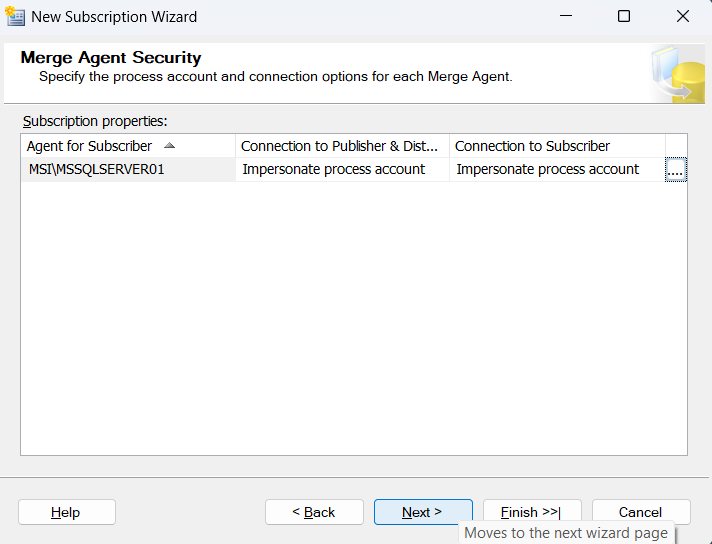 New Subscription Wizard
Merge Agent Security
Specify the process account and connection options for each Merge Agent.
Subscription properties:
Agent for Subscriber Connection to Publisher & Dist... Connection to Subscriber
MSI\MSSQLSERVER01 Impersonate process account Impersonate process account ....
Help < Back Next > Finish >>| Cancel
Moves to the next wizard page